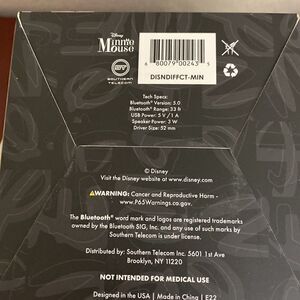 Disney
Minnie
Mouse
SOUTHERN
TELECOM
6 80079 00243 5
DISNDIFFCT-MIN
Tech Specs:
Bluetooth® Version: 5.0
Bluetooth® Range: 33 ft
USB Power: 5 V / 1 A
Speaker Power: 3 W
Driver Size: 52 mm
© Disney
Visit the Disney website at www.disney.com
WARNING: Cancer and Reproductive Harm -
www.P65Warnings.ca.gov.
The Bluetooth® word mark and logos are registered trademarks
owned by the Bluetooth SIG, Inc. and any use of such marks by
Southern Telecom is under license.
Distributed by: Southern Telecom Inc. 5601 1st Ave
Brooklyn, NY 11220
NOT INTENDED FOR MEDICAL USE
Designed in the USA | Made in China | E22